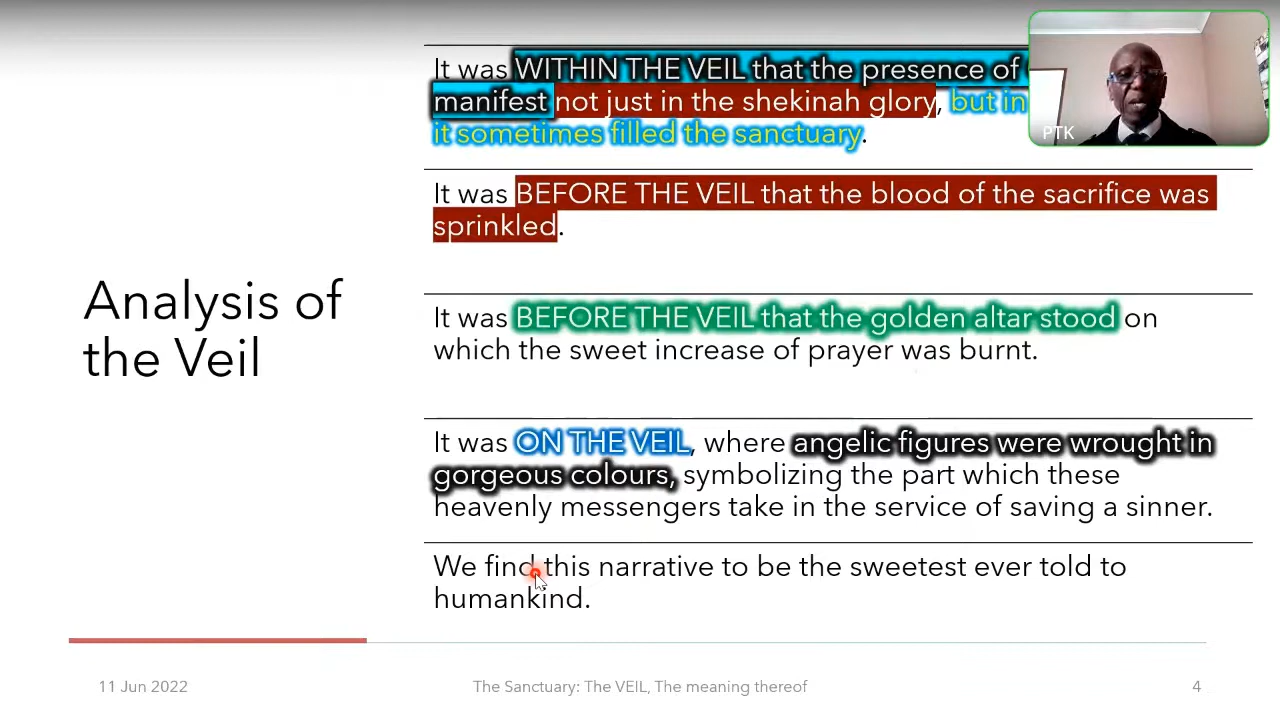 It was WITHIN THE VEIL that the presence of
manifest not just in the shekinah glory, but in
it sometimes filled the sanctuary.
PTK
It was BEFORE THE VEIL that the blood of the sacrifice was
sprinkled.
Analysis of
the Veil
It was BEFORE THE VEIL that the golden altar stood on
which the sweet increase of prayer was burnt.
It was ON THE VEIL, where angelic figures were wrought in
gorgeous colours, symbolizing the part which these
heavenly messengers take in the service of saving a sinner.
We find this narrative to be the sweetest ever told to
humankind.
11 Jun 2022
The Sanctuary: The VEIL, The meaning thereof
4